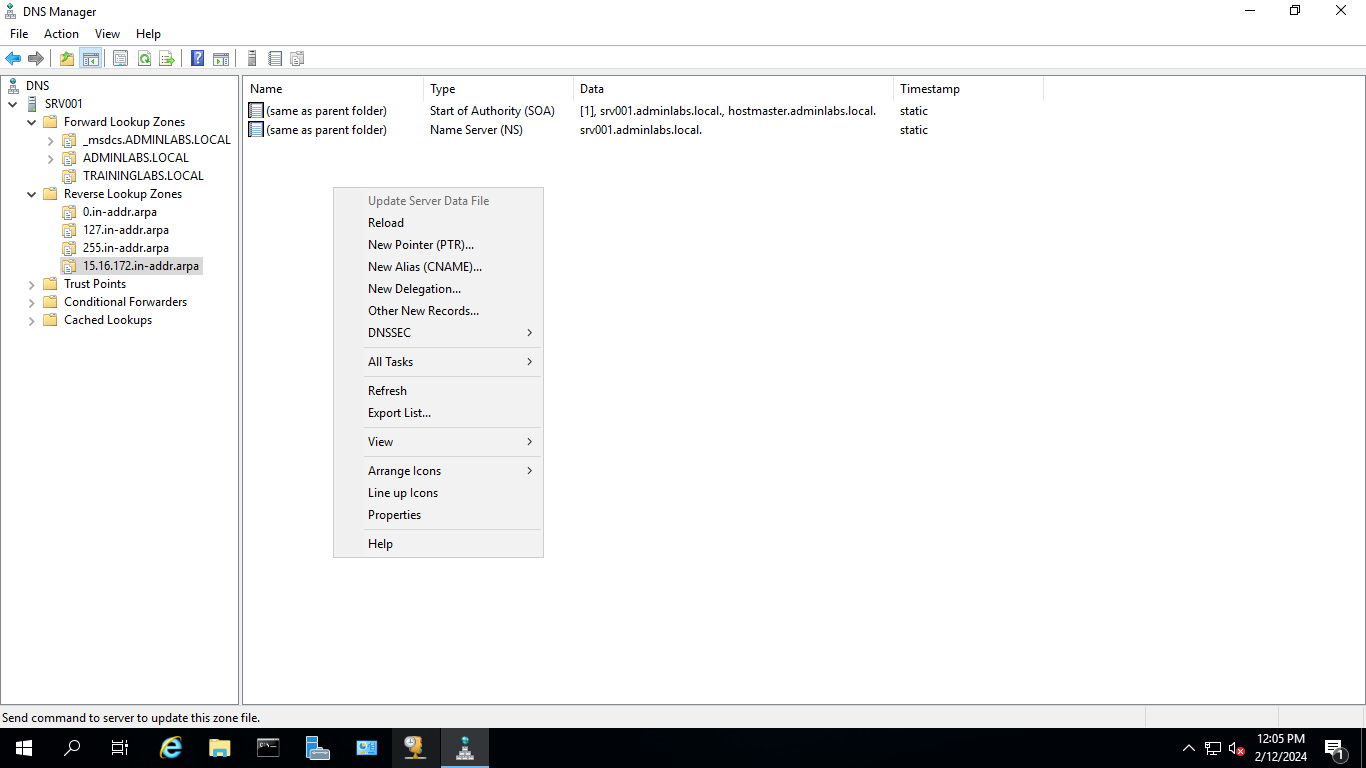 DNS Manager
File Action View Help
DNS
SRV001
Forward Lookup Zones
_msdcs.ADMINLABS.LOCAL
ADMINLABS.LOCAL
TRAININGLABS.LOCAL
Reverse Lookup Zones
0.in-addr.arpa
127.in-addr.arpa
255.in-addr.arpa
15.16.172.in-addr.arpa
Trust Points
Conditional Forwarders
Cached Lookups
Name Type Data Timestamp
(same as parent folder) Start of Authority (SOA) [1], srv001.adminlabs.local., hostmaster.adminlabs.local. static
(same as parent folder) Name Server (NS) srv001.adminlabs.local. static
Update Server Data File
Reload
New Pointer (PTR)...
New Alias (CNAME)...
New Delegation...
Other New Records...
DNSSEC
All Tasks
Refresh
Export List...
View
Arrange Icons
Line up Icons
Properties
Help
Send command to server to update this zone file.
12:05 PM
2/12/2024
1